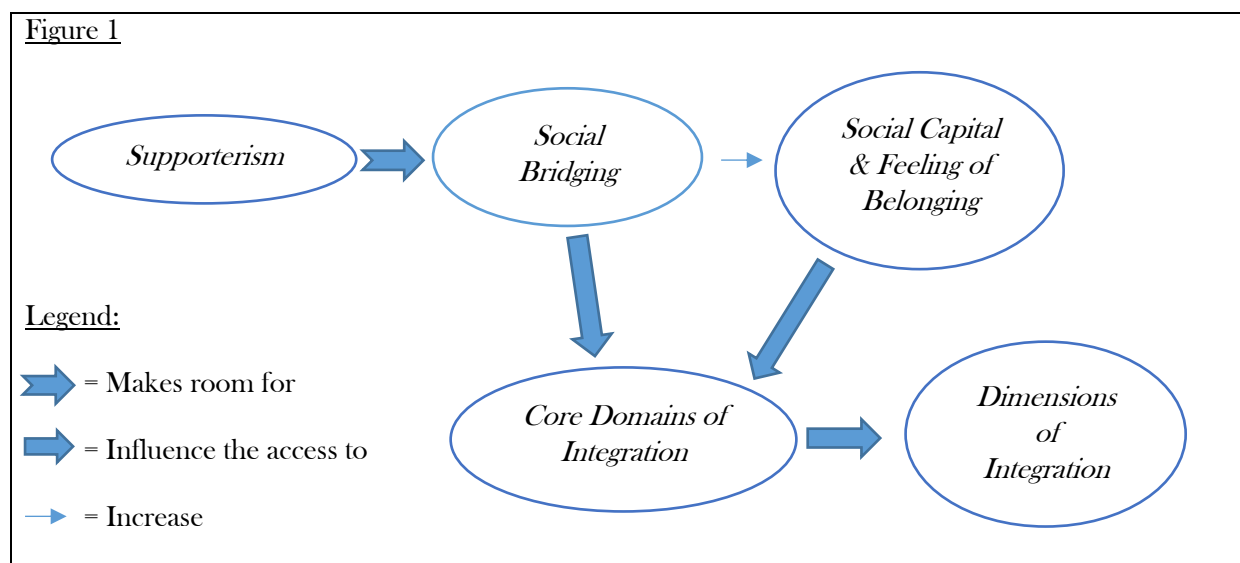 Figure 1
Supporterism
Social
Bridging
Social Capital
& Feeling of
Belonging
Legend:
= Makes room for
= Influence the access to
= Increase
Core Domains of
Integration
Dimensions
of
Integration